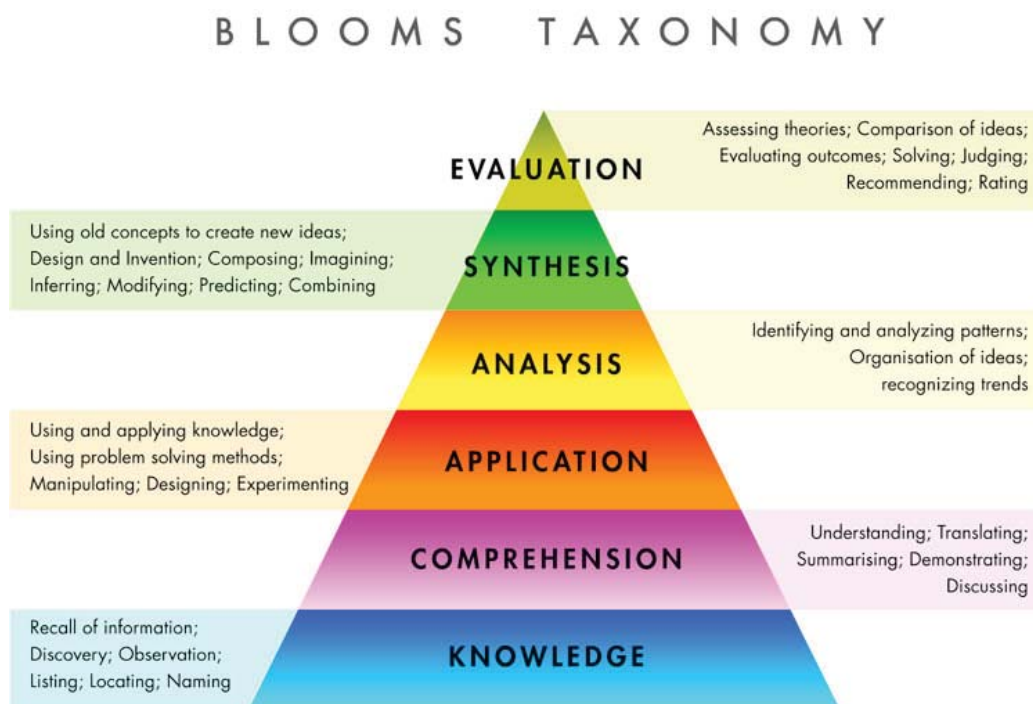 BLOOMS TAXONOMY
EVALUATION
Assessing theories; Comparison of ideas;
Evaluating outcomes; Solving; Judging;
Recommending; Rating
Using old concepts to create new ideas;
Design and Invention; Composing; Imagining;
Inferring; Modifying; Predicting; Combining
SYNTHESIS
ANALYSIS
Identifying and analyzing patterns;
Organisation of ideas;
recognizing trends
Using and applying knowledge;
Using problem solving methods;
Manipulating; Designing; Experimenting
APPLICATION
COMPREHENSION
Understanding; Translating;
Summarising; Demonstrating;
Discussing
Recall of information;
Discovery; Observation;
Listing; Locating; Naming
KNOWLEDGE